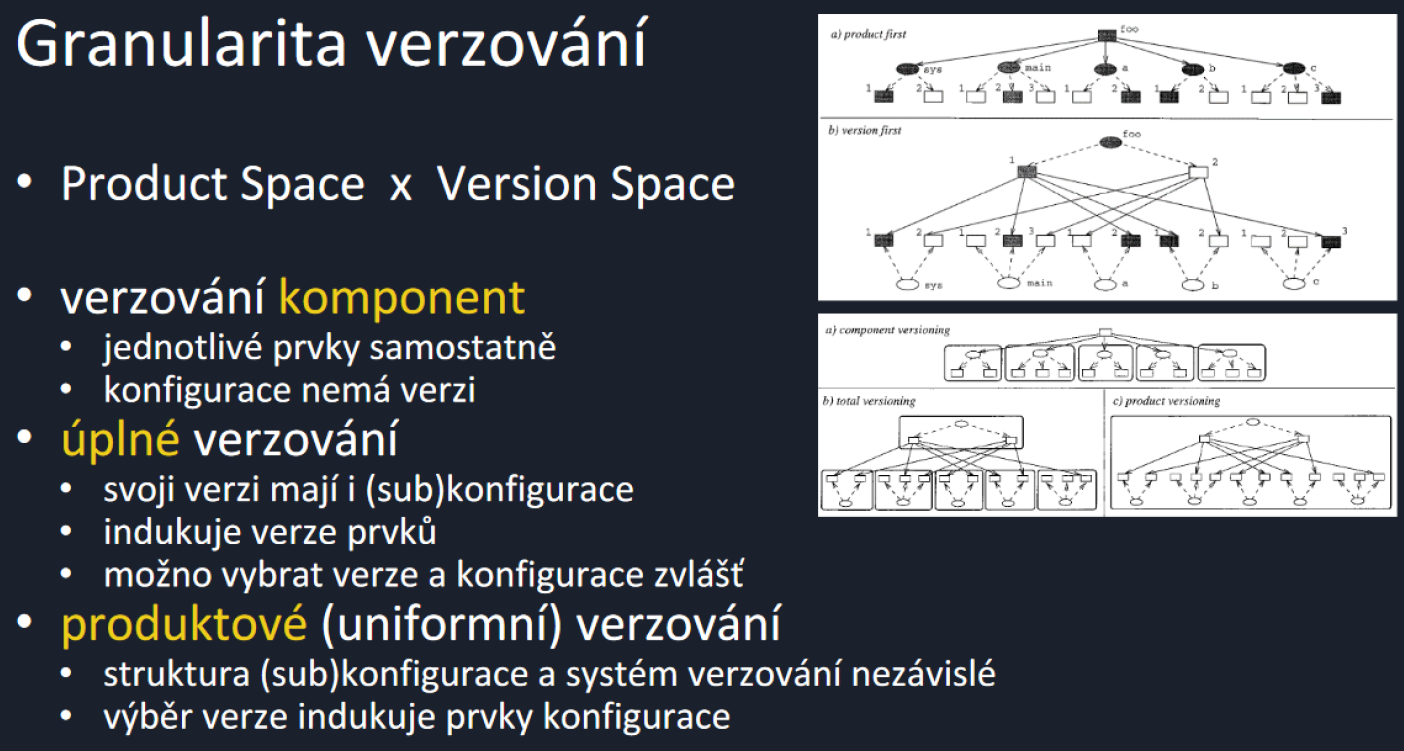 Granularita verzování
• Product Space x Version Space
• verzování komponent
• jednotlivé prvky samostatně
• konfigurace nemá verzi
• úplné verzování
• svoji verzi mají i (sub)konfigurace
• indukuje verze prvků
• možno vybrat verze a konfigurace zvlášť
• produktové (uniformní) verzování
• struktura (sub)konfigurace a systém verzování nezávislé
• výběr verze indukuje prvky konfigurace
a) product first
foo
sys main a b c
1 2 1 2 3 1 2 1 2 1 2 3
b) version first
foo
1 2
1 2 1 2 3 1 2 1 2 1 2 3
sys main a b c
a) component versioning
b) total versioning
c) product versioning